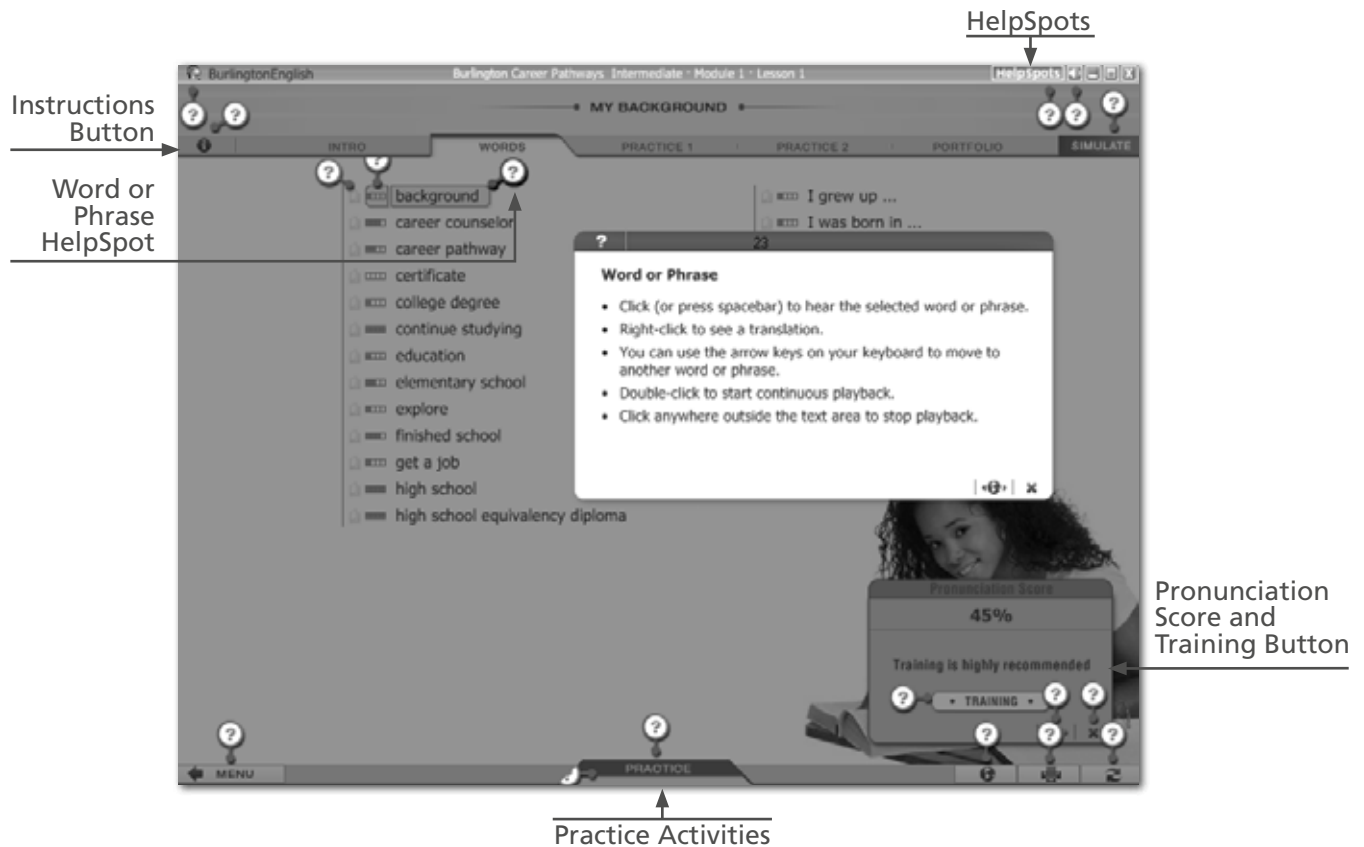 HelpSpots
BurlingtonEnglish
Burlington Career Pathways Intermediate · Module 1 · Lesson 1
HelpSpots
Instructions
Button
MY BACKGROUND
INTRO
WORDS
PRACTICE 1
PRACTICE 2
PORTFOLIO
SIMULATE
Word or
Phrase
HelpSpot
background
career counselor
career pathway
certificate
college degree
continue studying
education
elementary school
explore
finished school
get a job
high school
high school equivalency diploma
I grew up ...
I was born in ...
? 23
Word or Phrase
• Click (or press spacebar) to hear the selected word or phrase.
• Right-click to see a translation.
• You can use the arrow keys on your keyboard to move to
another word or phrase.
• Double-click to start continuous playback.
• Click anywhere outside the text area to stop playback.
Pronunciation Score
45%
Training is highly recommended
• TRAINING •
Pronunciation
Score and
Training Button
MENU
PRACTICE
Practice Activities